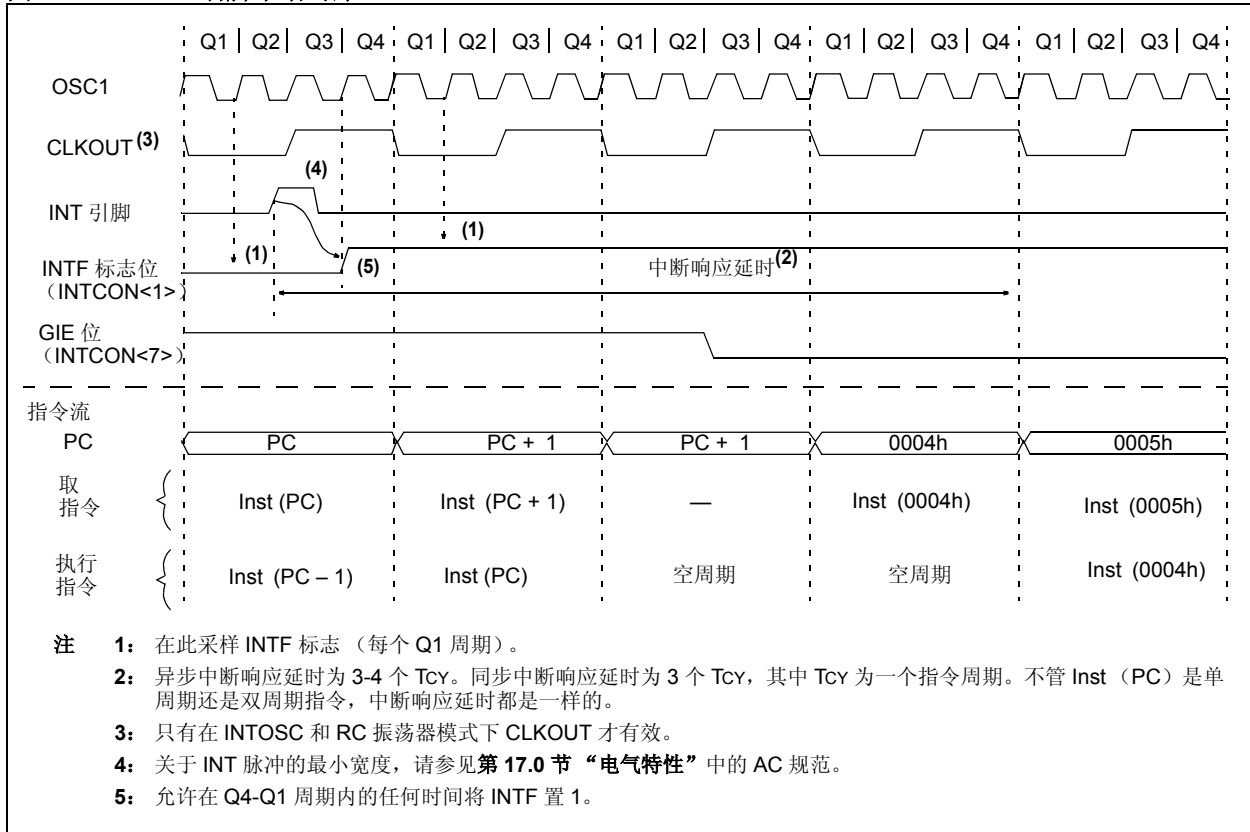 Q1 Q2 Q3 Q4 Q1 Q2 Q3 Q4 Q1 Q2 Q3 Q4 Q1 Q2 Q3 Q4 Q1 Q2 Q3 Q4
OSC1
CLKOUT (3)
(4)
INT 引脚
(1)
(1)
(5)
INTF 标志位
（INTCON<1>）
中断响应延时(2)
GIE 位
（INTCON<7>）
指令流
PC PC PC + 1 PC + 1 0004h 0005h
取
指令
Inst (PC) Inst (PC + 1) — Inst (0004h) Inst (0005h)
执行
指令
Inst (PC – 1) Inst (PC) 空周期 空周期 Inst (0004h)
注 1： 在此采样 INTF 标志 （每个 Q1 周期）。
2： 异步中断响应延时为 3-4 个 TCY。同步中断响应延时为 3 个 TCY，其中 TCY 为一个指令周期。不管 Inst （PC）是单
周期还是双周期指令，中断响应延时都是一样的。
3： 只有在 INTOSC 和 RC 振荡器模式下 CLKOUT 才有效。
4： 关于 INT 脉冲的最小宽度，请参见第 17.0 节 “电气特性”中的 AC 规范。
5： 允许在 Q4-Q1 周期内的任何时间将 INTF 置 1。